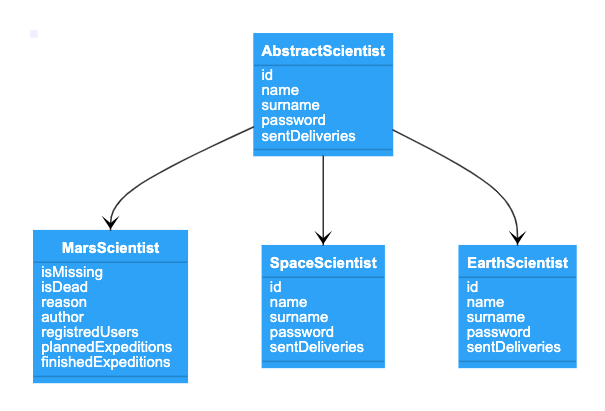 AbstractScientist
id
name
surname
password
sentDeliveries
MarsScientist
isMissing
isDead
reason
author
registredUsers
plannedExpeditions
finishedExpeditions
SpaceScientist
id
name
surname
password
sentDeliveries
EarthScientist
id
name
surname
password
sentDeliveries